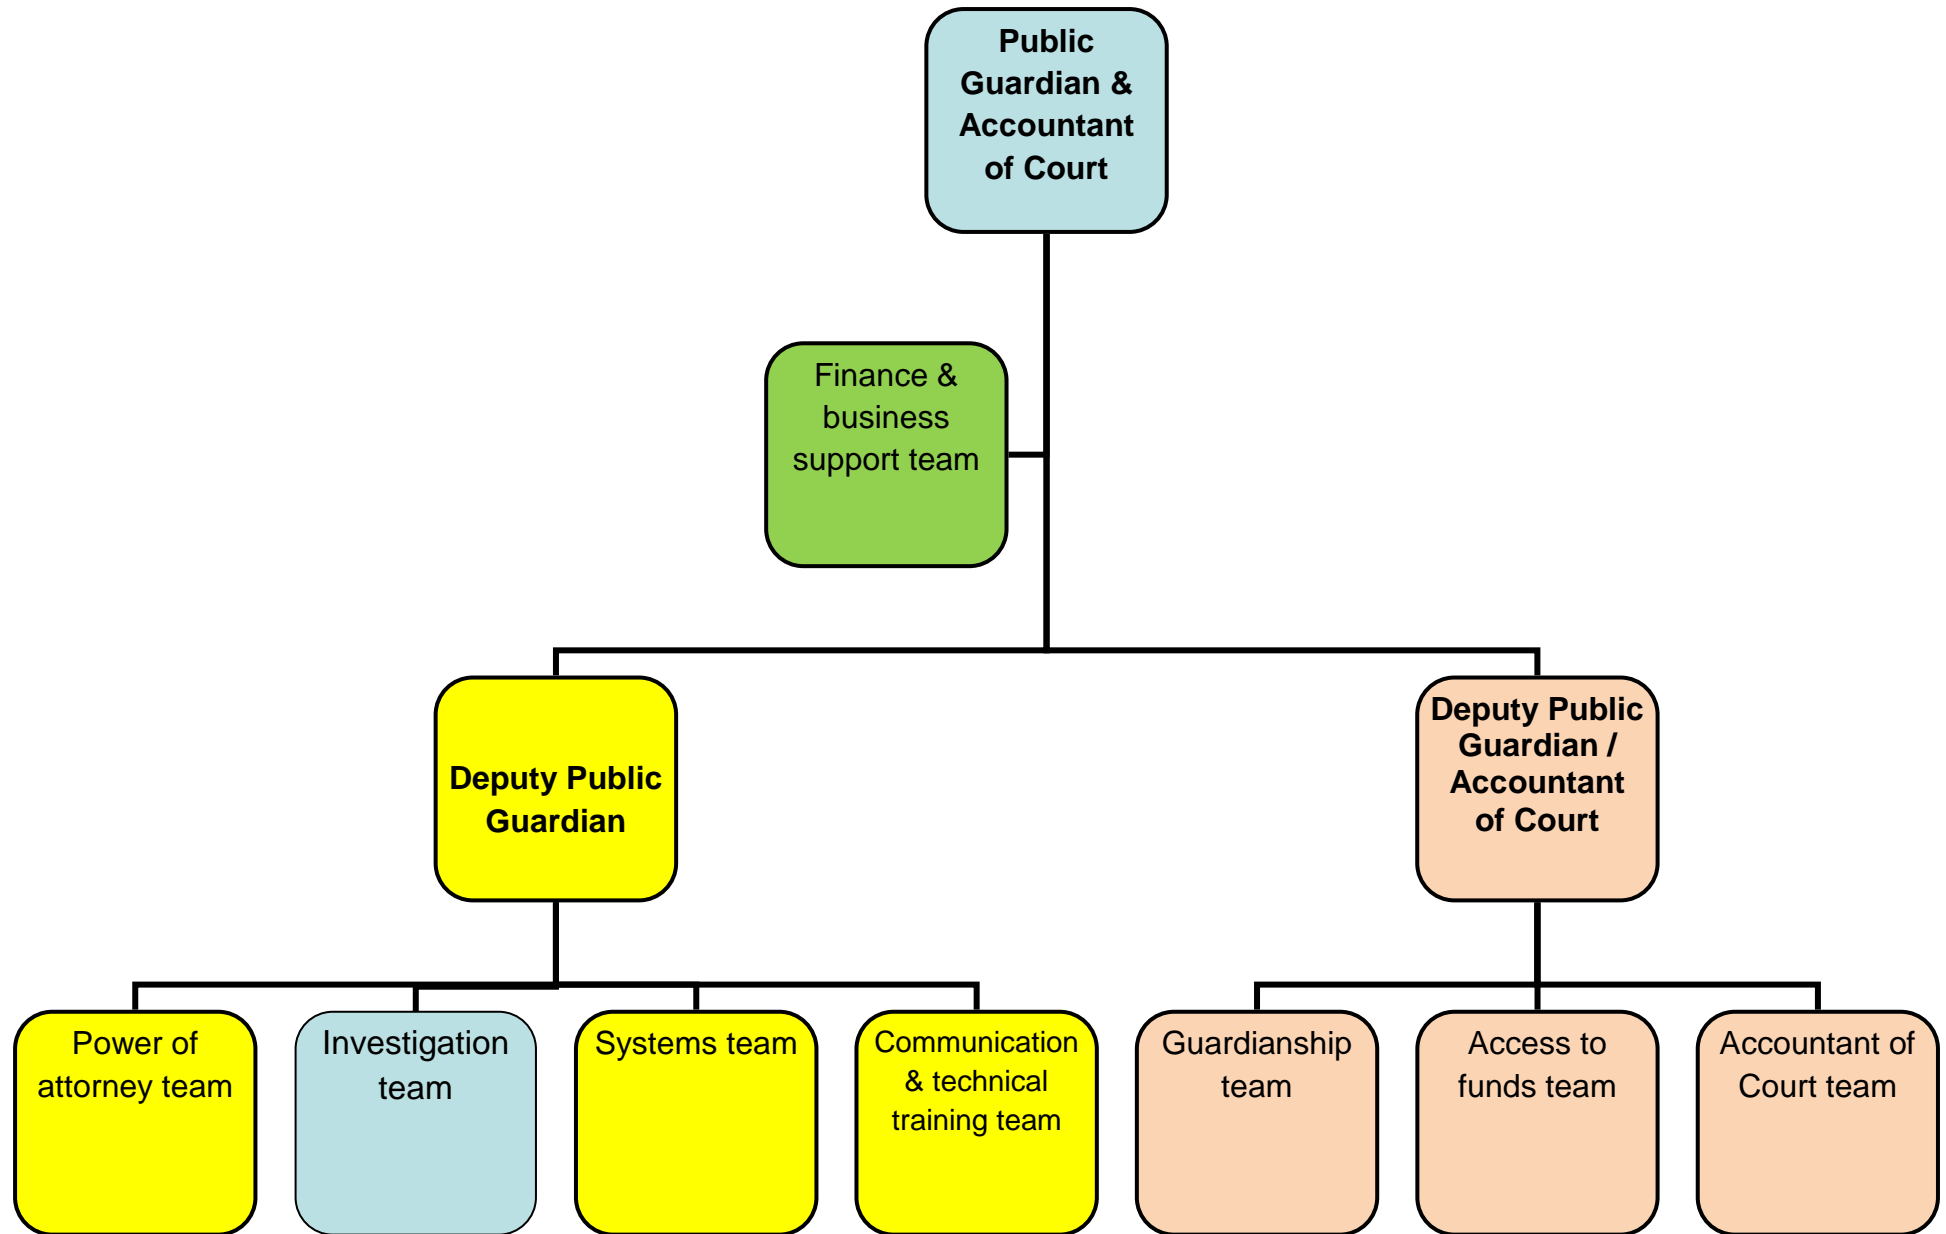 Public
Guardian &
Accountant
of Court
Finance &
business
support team
Deputy Public
Guardian
Deputy Public
Guardian /
Accountant
of Court
Power of
attorney team
Investigation
team
Systems team
Communication
& technical
training team
Guardianship
team
Access to
funds team
Accountant of
Court team